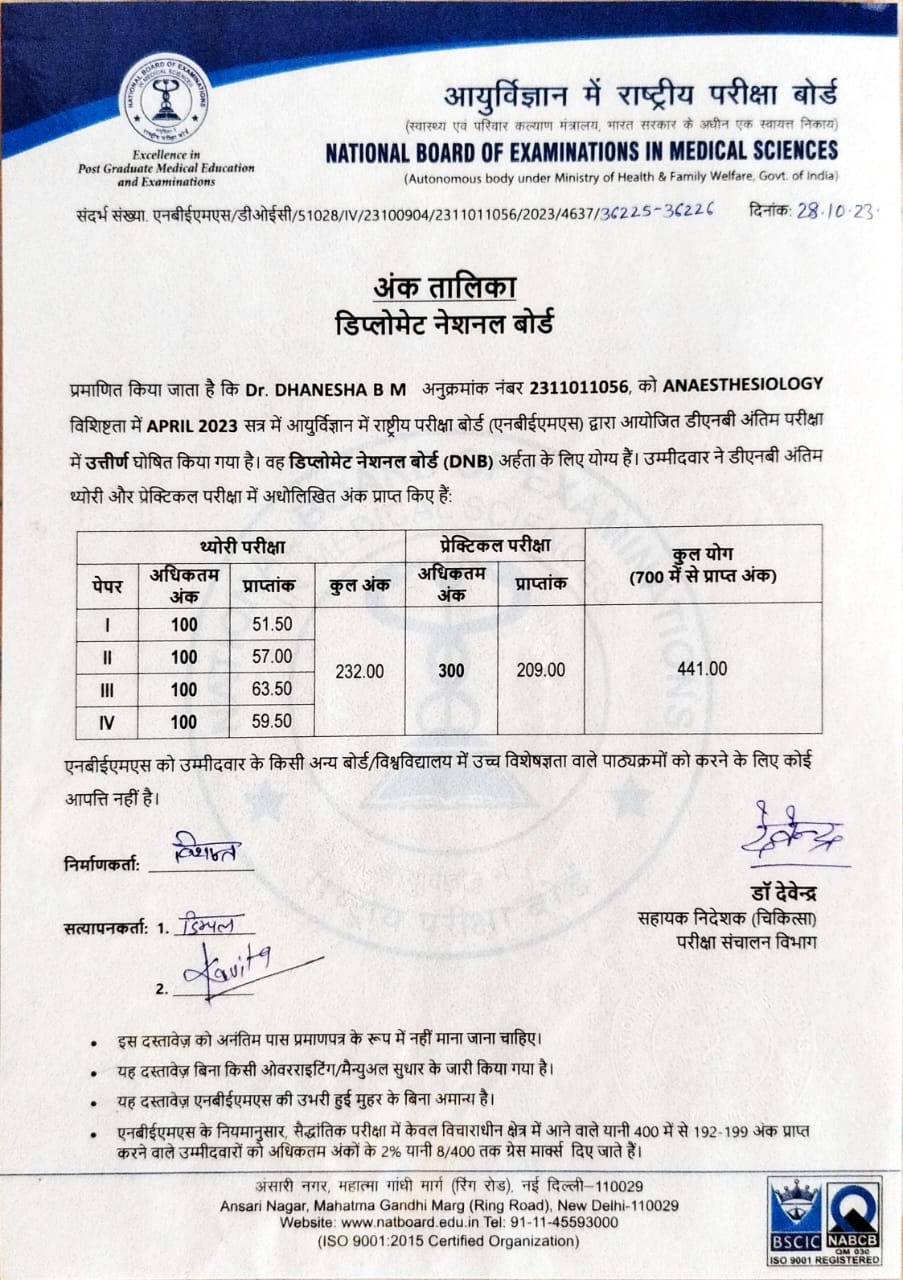 NATIONAL BOARD OF EXAMINATIONS
IN MEDICAL SCIENCES
राष्ट्रीय परीक्षा बोर्ड
Excellence in
Post Graduate Medical Education
and Examinations
आयुर्विज्ञान में राष्ट्रीय परीक्षा बोर्ड
(स्वास्थ्य एवं परिवार कल्याण मंत्रालय, भारत सरकार के अधीन एक स्वायत्त निकाय)
NATIONAL BOARD OF EXAMINATIONS IN MEDICAL SCIENCES
(Autonomous body under Ministry of Health & Family Welfare, Govt. of India)
संदर्भ संख्या. एनबीईएमएस/डीओईसी/51028/IV/23100904/2311011056/2023/4637/36225-36226 दिनांक: 28.10.23.
अंक तालिका
डिप्लोमेट नेशनल बोर्ड
प्रमाणित किया जाता है कि Dr. DHANESHA B M अनुक्रमांक नंबर 2311011056, को ANAESTHESIOLOGY
विशिष्टता में APRIL 2023 सत्र में आयुर्विज्ञान में राष्ट्रीय परीक्षा बोर्ड (एनबीईएमएस) द्वारा आयोजित डीएनबी अंतिम परीक्षा
में उत्तीर्ण घोषित किया गया है। वह डिप्लोमेट नेशनल बोर्ड (DNB) अर्हता के लिए योग्य हैं। उम्मीदवार ने डीएनबी अंतिम
थ्योरी और प्रेक्टिकल परीक्षा में अधोलिखित अंक प्राप्त किए हैं:
थ्योरी परीक्षा प्रेक्टिकल परीक्षा कुल योग (700 में से प्राप्त अंक)
पेपर अधिकतम अंक प्राप्तांक कुल अंक अधिकतम अंक प्राप्तांक
I 100 51.50
II 100 57.00
III 100 63.50
IV 100 59.50
232.00 300 209.00 441.00
एनबीईएमएस को उम्मीदवार के किसी अन्य बोर्ड/विश्वविद्यालय में उच्च विशेषज्ञता वाले पाठ्यक्रमों को करने के लिए कोई
आपत्ति नहीं है।
देवेन्द्र
निर्माणकर्ता:
डॉ देवेन्द्र
सहायक निदेशक (चिकित्सा)
परीक्षा संचालन विभाग
सत्यापनकर्ता: 1. डिम्पल
2. Kavita
• इस दस्तावेज़ को अनंतिम पास प्रमाणपत्र के रूप में नहीं माना जाना चाहिए।
• यह दस्तावेज़ बिना किसी ओवरराइटिंग/मैन्युअल सुधार के जारी किया गया है।
• यह दस्तावेज़ एनबीईएमएस की उभरी हुई मुहर के बिना अमान्य है।
• एनबीईएमएस के नियमानुसार, सैद्धांतिक परीक्षा में केवल विचाराधीन क्षेत्र में आने वाले यानी 400 में से 192-199 अंक प्राप्त
करने वाले उम्मीदवारों को अधिकतम अंकों के 2% यानी 8/400 तक ग्रेस मार्क्स दिए जाते हैं।
अंसारी नगर, महात्मा गांधी मार्ग (रिंग रोड), नई दिल्ली–110029
Ansari Nagar, Mahatma Gandhi Marg (Ring Road), New Delhi-110029
Website: www.natboard.edu.in Tel: 91-11-45593000
(ISO 9001:2015 Certified Organization)
BSCIC NABCB
QM 030
ISO 9001 REGISTERED